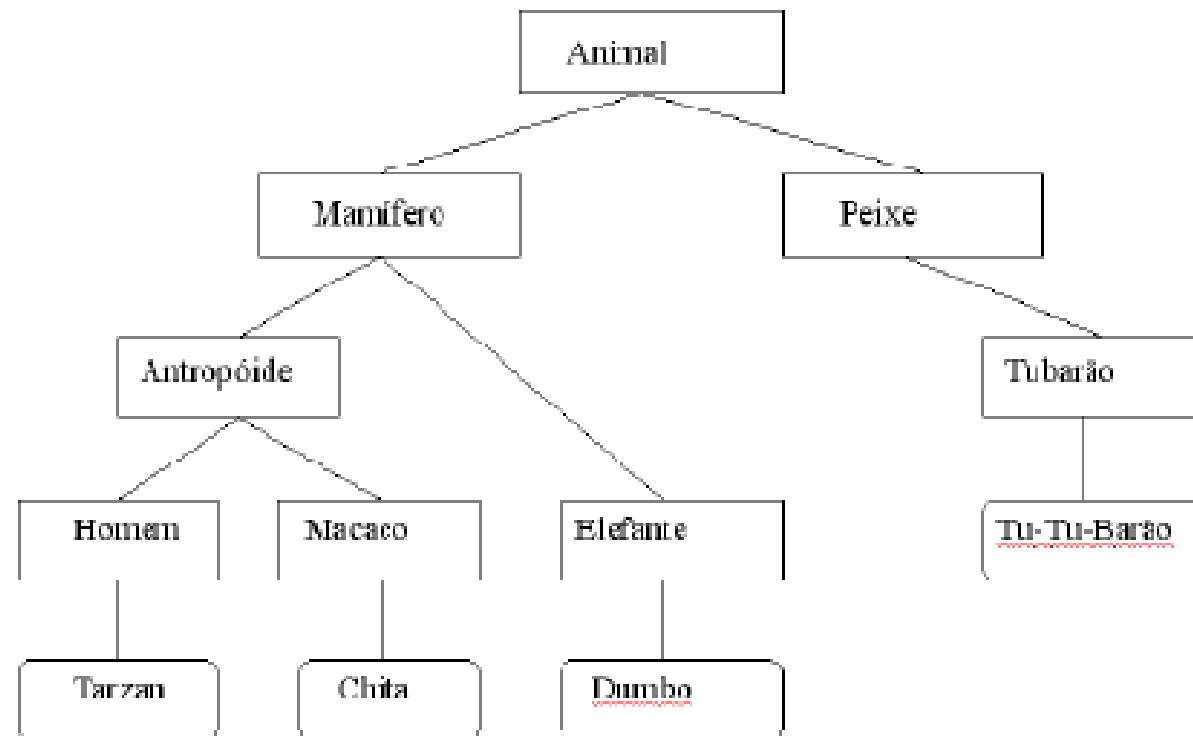 Animal
Mamífero
Peixe
Antropóide
Tubarão
Homem
Macaco
Elefante
Tu-Tu-Barão
Tarzan
Chita
Dumbo